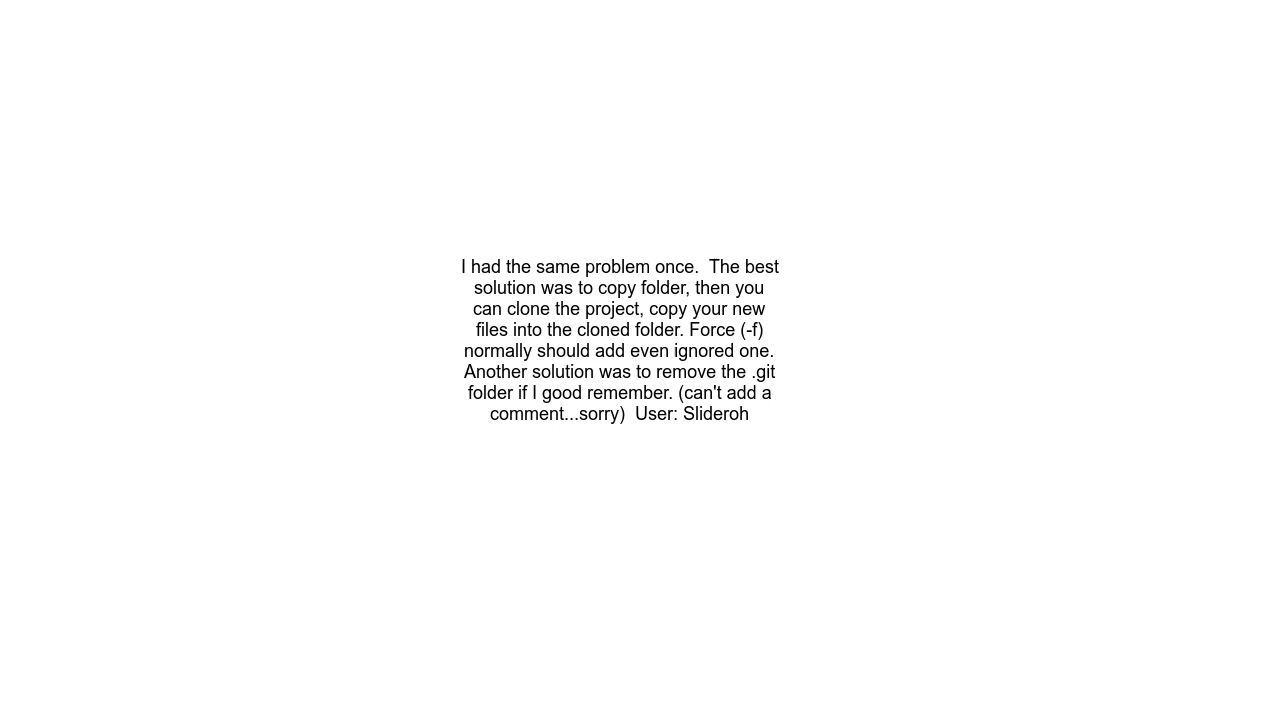 I had the same problem once.  The best
solution was to copy folder, then you
can clone the project, copy your new
files into the cloned folder. Force (-f)
normally should add even ignored one.
Another solution was to remove the .git
folder if I good remember. (can't add a
comment...sorry)  User: Slideroh